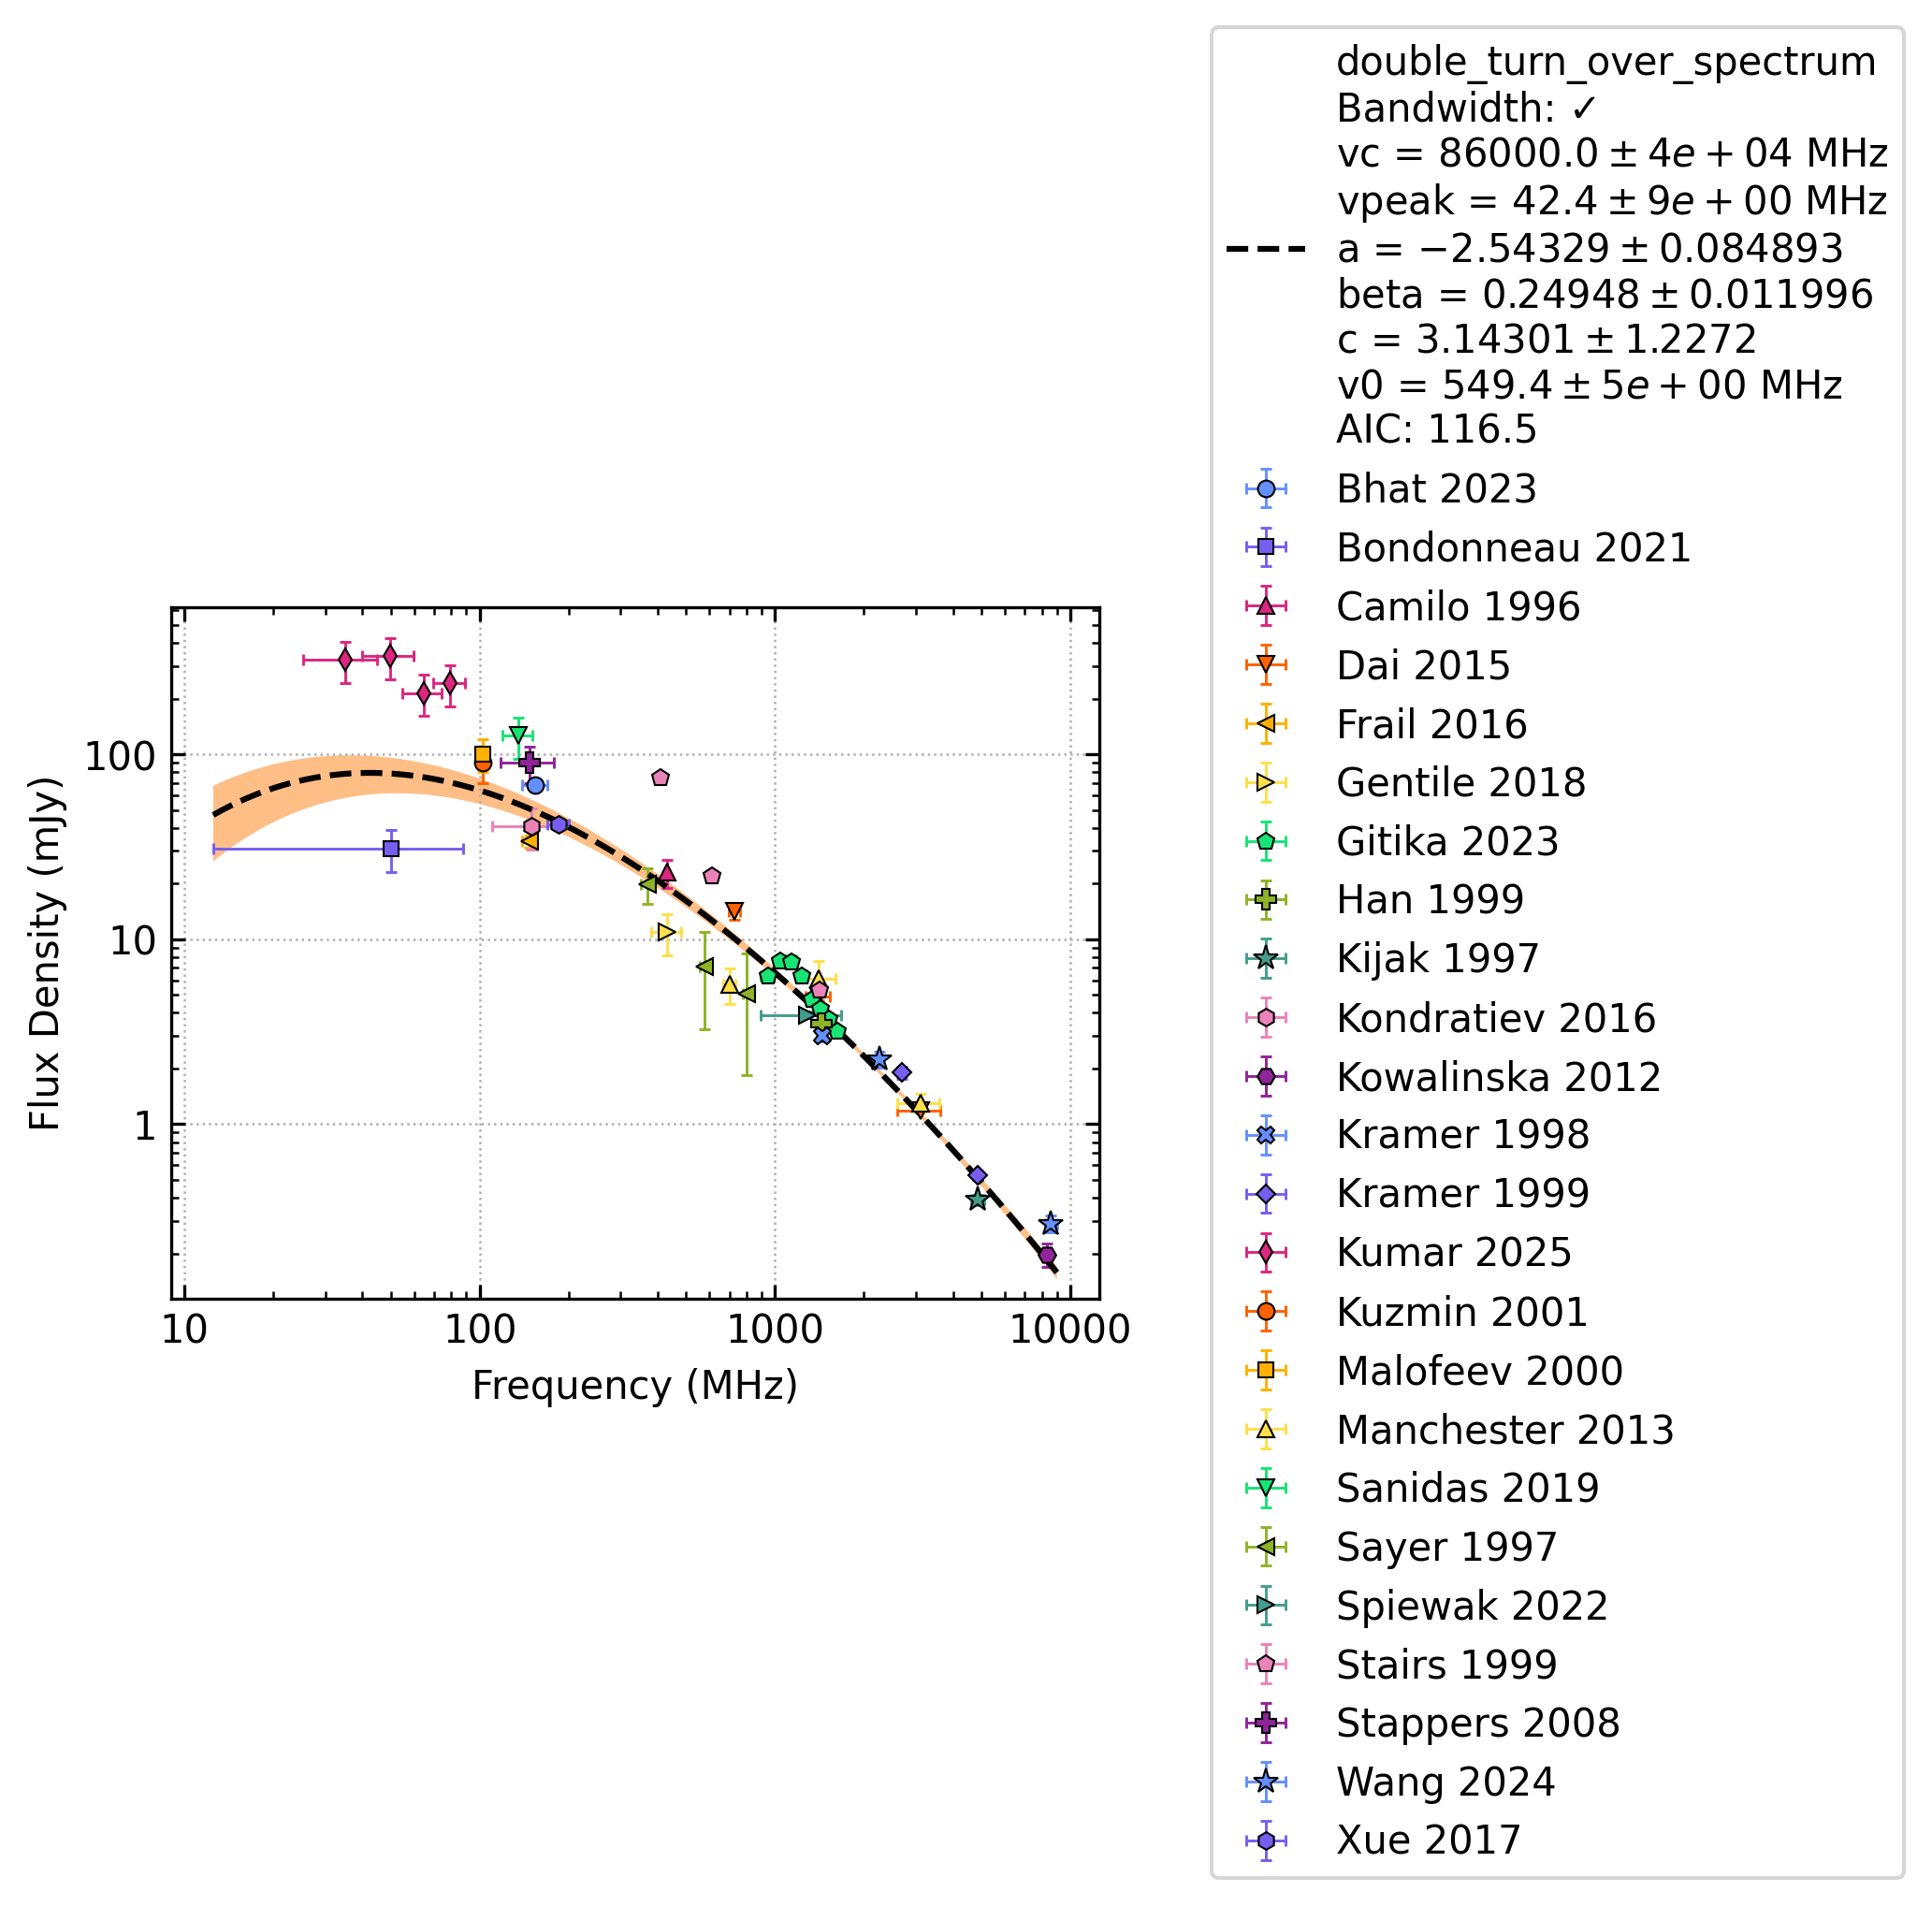 double_turn_over_spectrum
Bandwidth: ✓
vc = 86000.0 ± 4e + 04 MHz
vpeak = 42.4 ± 9e + 00 MHz
a = −2.54329 ± 0.084893
beta = 0.24948 ± 0.011996
c = 3.14301 ± 1.2272
v0 = 549.4 ± 5e + 00 MHz
AIC: 116.5
Bhat 2023
Bondonneau 2021
Camilo 1996
Dai 2015
Frail 2016
Gentile 2018
Gitika 2023
Han 1999
Kijak 1997
Kondratiev 2016
Kowalinska 2012
Kramer 1998
Kramer 1999
Kumar 2025
Kuzmin 2001
Malofeev 2000
Manchester 2013
Sanidas 2019
Sayer 1997
Spiewak 2022
Stairs 1999
Stappers 2008
Wang 2024
Xue 2017
Flux Density (mJy)
100
10
1
10 100 1000 10000
Frequency (MHz)